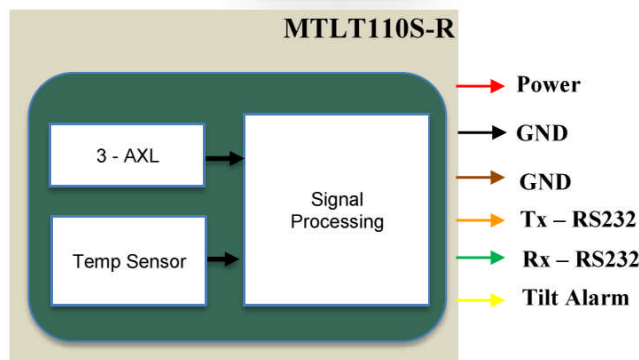 MTLT110S-R
3 - AXL
Temp Sensor
Signal
Processing
Power
GND
GND
Tx – RS232
Rx – RS232
Tilt Alarm